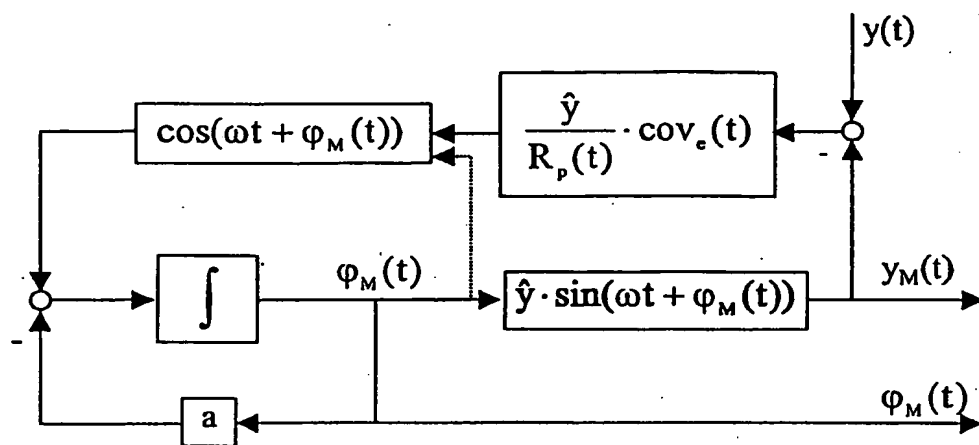 y(t)
cos(ωt + φ_M(t))
ŷ / R_p(t) · cov_e(t)
-
φ_M(t)
∫
ŷ · sin(ωt + φ_M(t))
y_M(t)
-
a
φ_M(t)